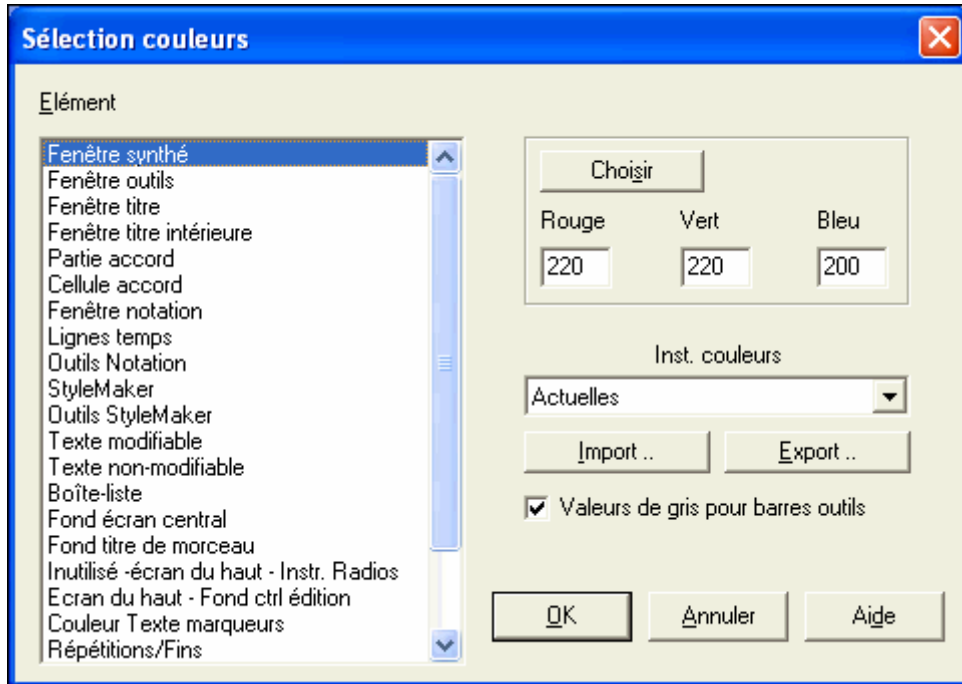 Sélection couleurs
Elément
Fenêtre synthé
Fenêtre outils
Fenêtre titre
Fenêtre titre intérieure
Partie accord
Cellule accord
Fenêtre notation
Lignes temps
Outils Notation
StyleMaker
Outils StyleMaker
Texte modifiable
Texte non-modifiable
Boîte-liste
Fond écran central
Fond titre de morceau
Inutilisé -écran du haut - Instr. Radios
Ecran du haut - Fond ctrl édition
Couleur Texte marqueurs
Répétitions/Fins
Choisir
Rouge Vert Bleu
220 220 200
Inst. couleurs
Actuelles
Import .. Export ..
Valeurs de gris pour barres outils
OK Annuler Aide